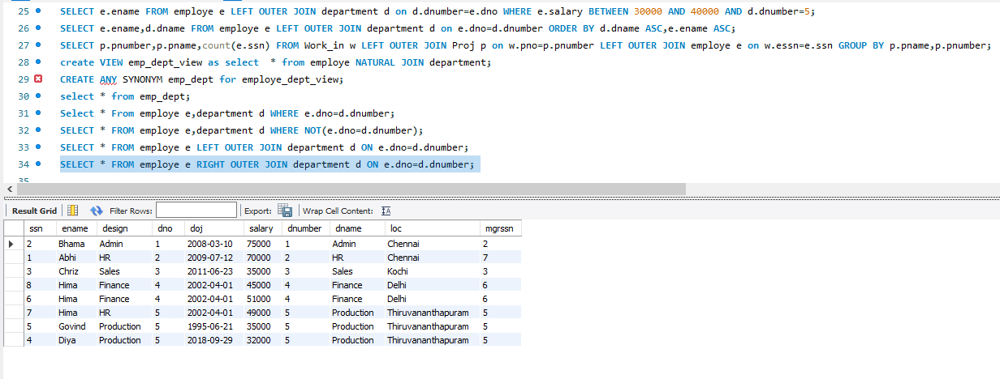 25 SELECT e.ename FROM employe e LEFT OUTER JOIN department d on d.dnumber=e.dno WHERE e.salary BETWEEN 30000 AND 40000 AND d.dnumber=5;
26 SELECT e.ename,d.dname FROM employe e LEFT OUTER JOIN department d on e.dno=d.dnumber ORDER BY d.dname ASC,e.ename ASC;
27 SELECT p.pnumber,p.pname,count(e.ssn) FROM Work_in w LEFT OUTER JOIN Proj p on w.pno=p.pnumber LEFT OUTER JOIN employe e on w.essn=e.ssn GROUP BY p.pname,p.pnumber;
28 create VIEW emp_dept_view as select * from employe NATURAL JOIN department;
29 CREATE ANY SYNONYM emp_dept for employe_dept_view;
30 select * from emp_dept;
31 Select * From employe e,department d WHERE e.dno=d.dnumber;
32 SELECT * FROM employe e,department d WHERE NOT(e.dno=d.dnumber);
33 SELECT * FROM employe e LEFT OUTER JOIN department d ON e.dno=d.dnumber;
34 SELECT * FROM employe e RIGHT OUTER JOIN department d ON e.dno=d.dnumber;
35
Result Grid Filter Rows: Export: Wrap Cell Content:
ssn ename design dno doj salary dnumber dname loc mgrssn
2 Bhama Admin 1 2008-03-10 75000 1 Admin Chennai 2
1 Abhi HR 2 2009-07-12 70000 2 HR Chennai 7
3 Chriz Sales 3 2011-06-23 35000 3 Sales Kochi 3
8 Hima Finance 4 2002-04-01 45000 4 Finance Delhi 6
6 Hima Finance 4 2002-04-01 51000 4 Finance Delhi 6
7 Hima HR 5 2002-04-01 49000 5 Production Thiruvananthapuram 5
5 Govind Production 5 1995-06-21 35000 5 Production Thiruvananthapuram 5
4 Diya Production 5 2018-09-29 32000 5 Production Thiruvananthapuram 5